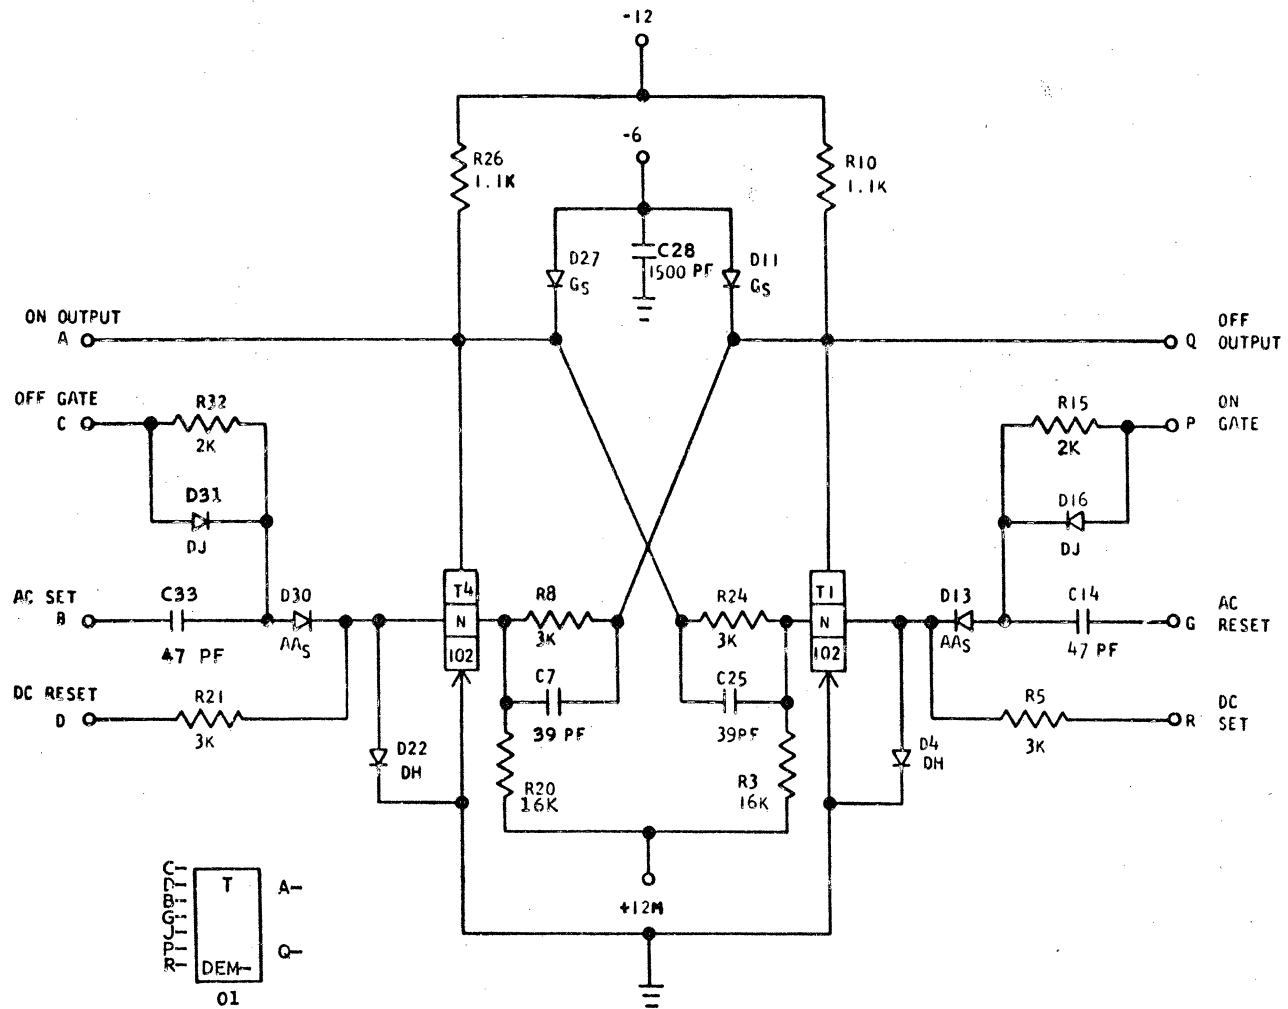 -12
R26
1.1K
R10
1.1K
-6
D27
GS
C28
1500 PF
D11
GS
ON OUTPUT
A
Q
OFF
OUTPUT
OFF GATE
C
R32
2K
D31
DJ
R15
2K
D16
DJ
P
ON
GATE
AC SET
B
C33
47 PF
D30
AAS
T4
N
102
R8
3K
C7
39 PF
R24
3K
C25
39PF
T1
N
102
D13
AAS
C14
47 PF
G
AC
RESET
DC RESET
D
R21
3K
D22
DH
R20
16K
R3
16K
D4
DH
R5
3K
R
DC
SET
+12M
C-
D-
B-
G-
J-
P-
R-
T
DEM-
01
A-
Q-